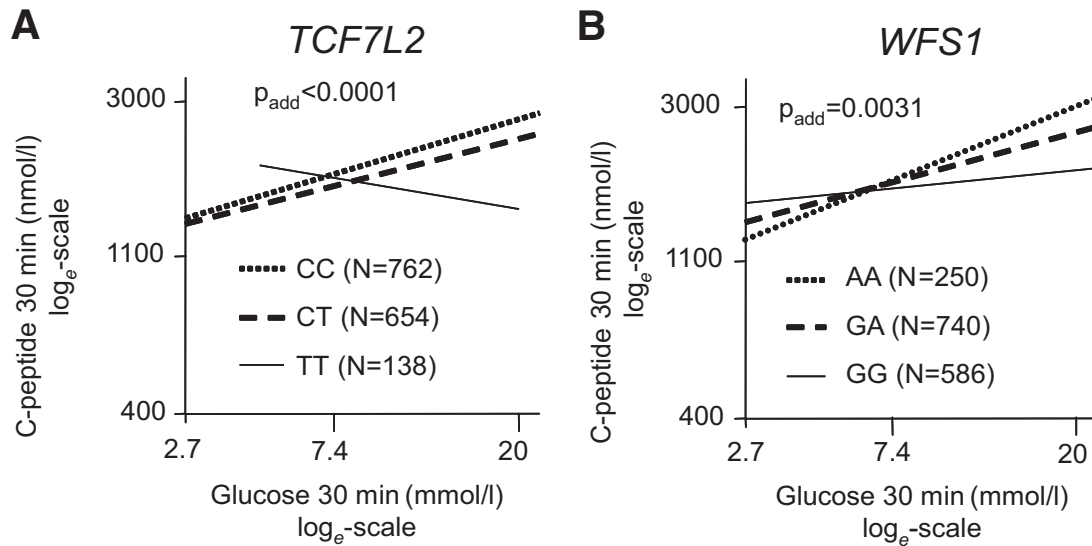 A
TCF7L2
p_add<0.0001
3000
1100
400
C-peptide 30 min (nmol/l)
log_e-scale
CC (N=762)
CT (N=654)
TT (N=138)
2.7 7.4 20
Glucose 30 min (mmol/l)
log_e-scale
B
WFS1
p_add=0.0031
3000
1100
400
C-peptide 30 min (nmol/l)
log_e-scale
AA (N=250)
GA (N=740)
GG (N=586)
2.7 7.4 20
Glucose 30 min (mmol/l)
log_e-scale